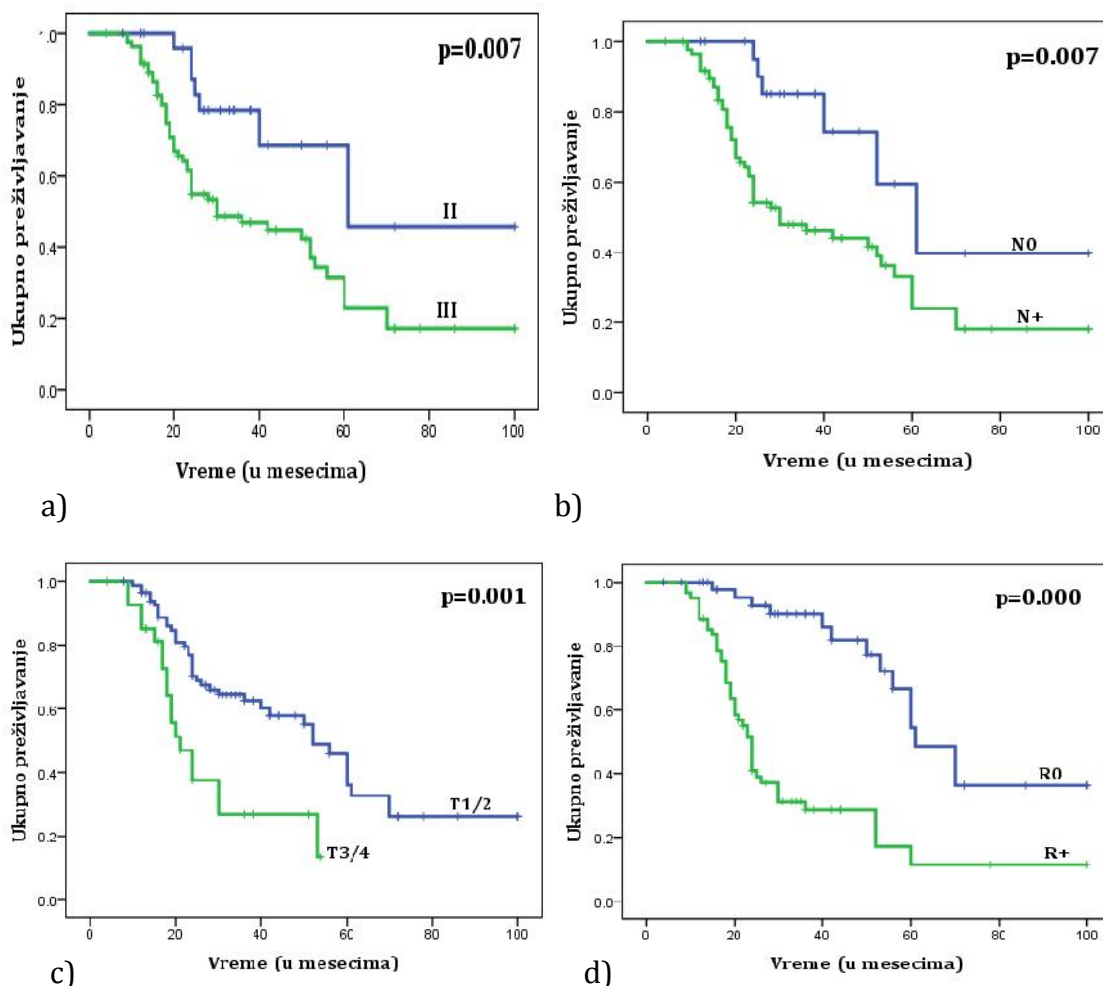 p=0.007
Ukupno preživljavanje
1.0
0.8
0.6
0.4
0.2
0.0
II
III
0 20 40 60 80 100
Vreme (u mesecima)
a)
p=0.007
Ukupno preživljavanje
1.0
0.8
0.6
0.4
0.2
0.0
N0
N+
0 20 40 60 80 100
Vreme (u mesecima)
b)
p=0.001
Ukupno preživljavanje
1.0
0.8
0.6
0.4
0.2
0.0
T1/2
T3/4
0 20 40 60 80 100
Vreme (u mesecima)
c)
p=0.000
Ukupno preživljavanje
1.0
0.8
0.6
0.4
0.2
0.0
R0
R+
0 20 40 60 80 100
Vreme (u mesecima)
d)